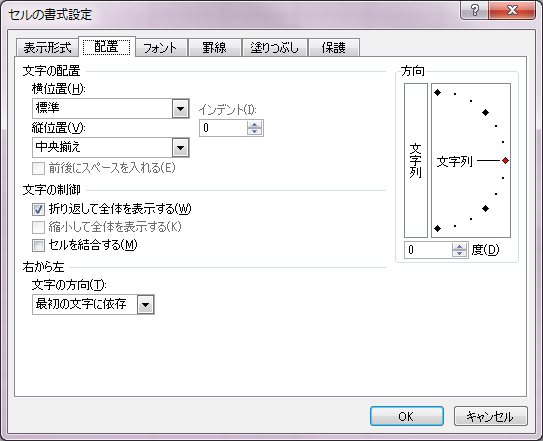 セルの書式設定
表示形式 配置 フォント 罫線 塗りつぶし 保護
文字の配置
横位置(H):
標準
インデント(I):
0
縦位置(V):
中央揃え
前後にスペースを入れる(E)
文字の制御
折り返して全体を表示する(W)
縮小して全体を表示する(K)
セルを結合する(M)
右から左
文字の方向(T):
最初の文字に依存
方向
文字列
文字列
0 度(D)
OK キャンセル